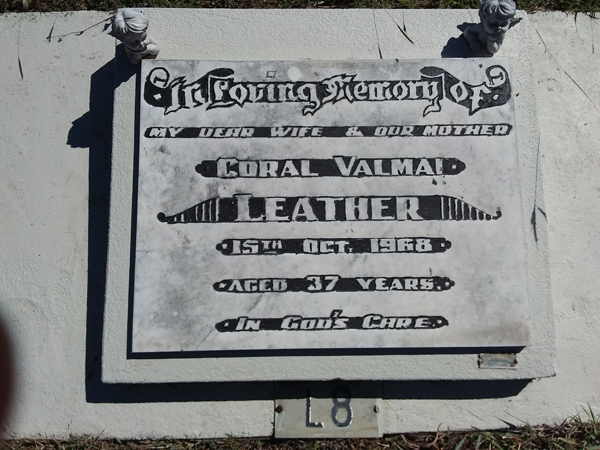 In Loving Memory of
MY DEAR WIFE & OUR MOTHER
CORAL VALMAI
LEATHER
15TH OCT. 1968
AGED 37 YEARS.
IN GOD'S CARE.
L8